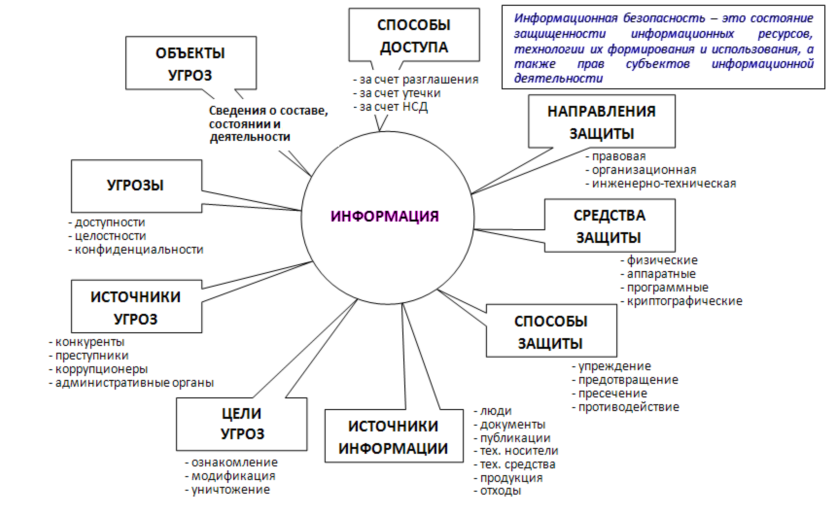 СПОСОБЫ
ДОСТУПА
- за счет разглашения
- за счет утечки
- за счет НСД
Информационная безопасность – это состояние
защищенности информационных ресурсов,
технологии их формирования и использования, а
также прав субъектов информационной
деятельности
ОБЪЕКТЫ
УГРОЗ
Сведения о составе,
состоянии и
деятельности
НАПРАВЛЕНИЯ
ЗАЩИТЫ
- правовая
- организационная
- инженерно-техническая
УГРОЗЫ
- доступности
- целостности
- конфиденциальности
ИНФОРМАЦИЯ
СРЕДСТВА
ЗАЩИТЫ
- физические
- аппаратные
- программные
- криптографические
ИСТОЧНИКИ
УГРОЗ
- конкуренты
- преступники
- коррупционеры
- административные органы
СПОСОБЫ
ЗАЩИТЫ
- упреждение
- предотвращение
- пресечение
- противодействие
ЦЕЛИ
УГРОЗ
- ознакомление
- модификация
- уничтожение
ИСТОЧНИКИ
ИНФОРМАЦИИ
- люди
- документы
- публикации
- тех. носители
- тех. средства
- продукция
- отходы